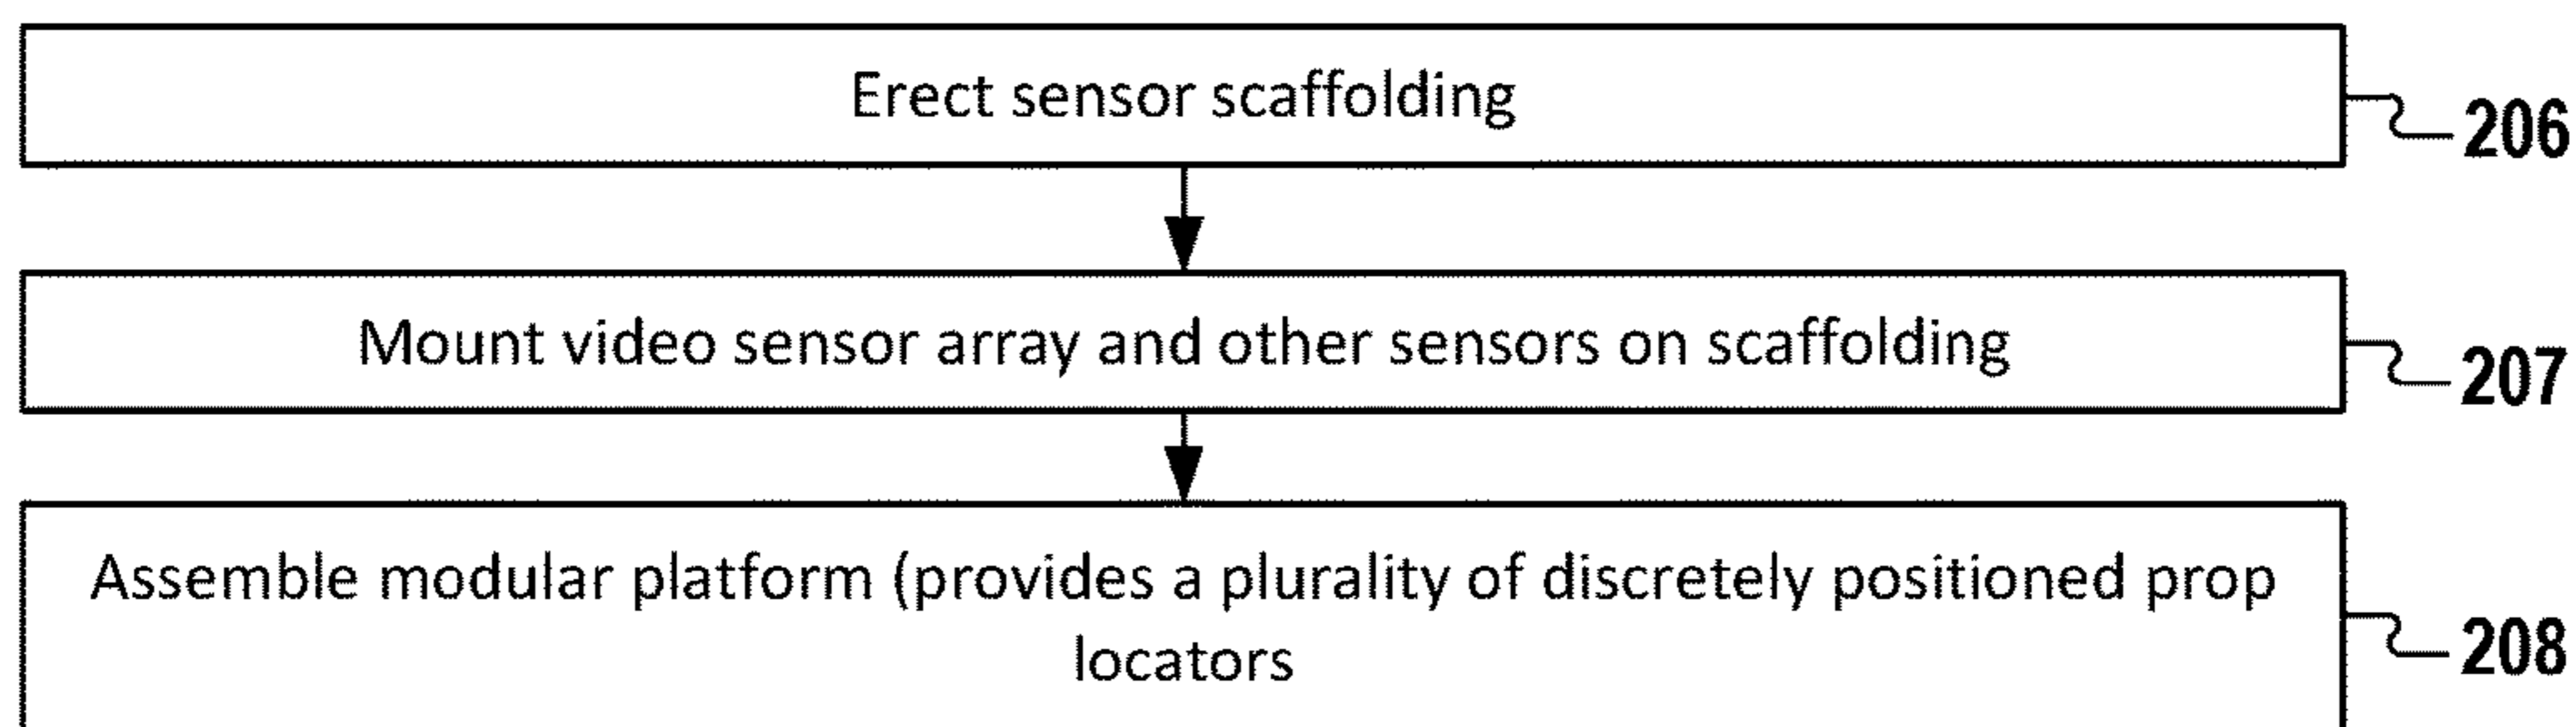 Erect sensor scaffolding
206
Mount video sensor array and other sensors on scaffolding
207
Assemble modular platform (provides a plurality of discretely positioned prop
locators
208